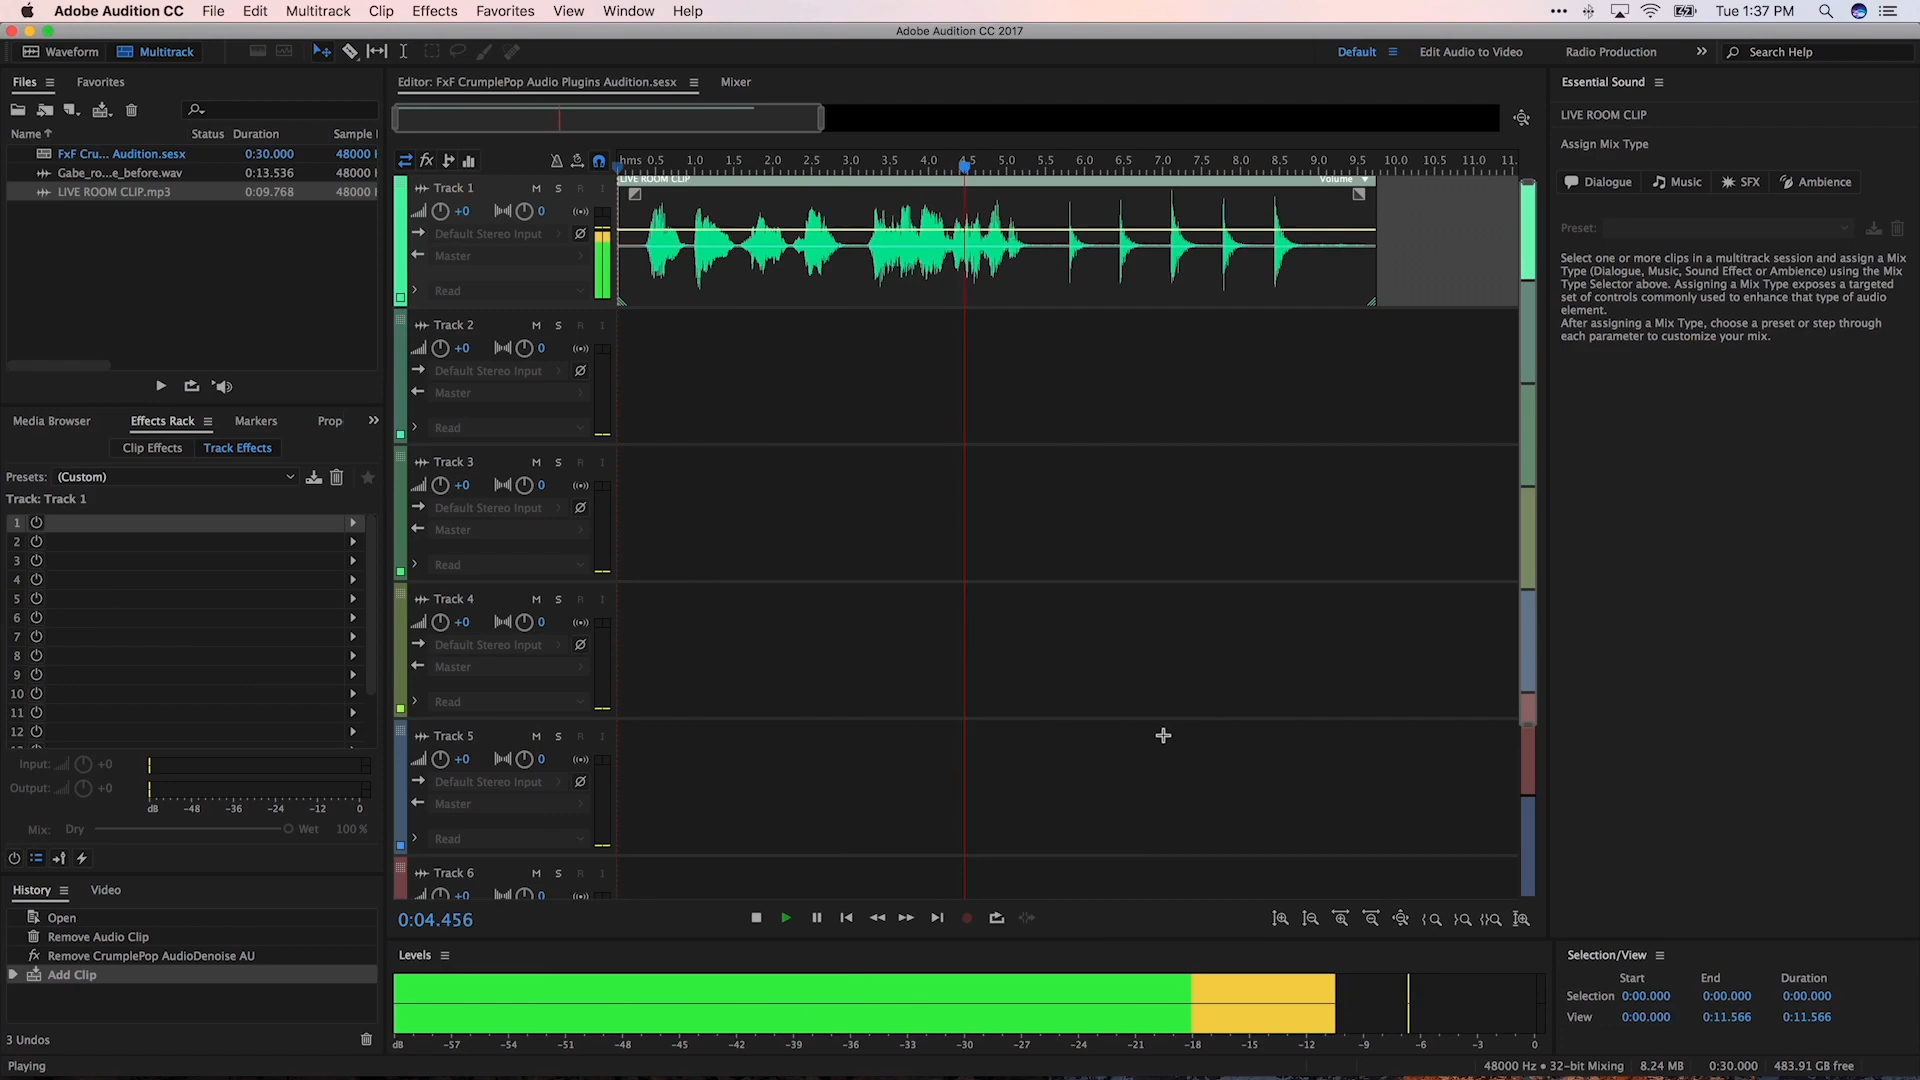 Adobe Audition CC File Edit Multitrack Clip Effects Favorites View Window Help Tue 1:37 PM
Adobe Audition CC 2017
Waveform Multitrack Default Edit Audio to Video Radio Production Search Help
Files Favorites
Name Status Duration Sample
FxF Cru... Audition.sesx 0:30.000 48000
Gabe_ro...e_before.wav 0:13.536 48000
LIVE ROOM CLIP.mp3 0:09.768 48000
Media Browser Effects Rack Markers Prop
Clip Effects Track Effects
Presets: (Custom)
Track: Track 1
1
2
3
4
5
6
7
8
9
10
11
12
Input: +0
Output: +0
dB -48 -36 -24 -12 0
Mix: Dry Wet 100 %
History Video
Open
Remove Audio Clip
fx Remove CrumplePop AudioDenoise AU
Add Clip
3 Undos
Playing
Editor: FxF CrumplePop Audio Plugins Audition.sesx Mixer
fx hms 0.5 1.0 1.5 2.0 2.5 3.0 3.5 4.0 4.5 5.0 5.5 6.0 6.5 7.0 7.5 8.0 8.5 9.0 9.5 10.0 10.5 11.0 11.
LIVE ROOM CLIP Volume
Track 1 M S R I
+0 0
Default Stereo Input
Master
Read
Track 2 M S R I
+0 0
Default Stereo Input
Master
Read
Track 3 M S R I
+0 0
Default Stereo Input
Master
Read
Track 4 M S R I
+0 0
Default Stereo Input
Master
Read
Track 5 M S R I
+0 0
Default Stereo Input
Master
Read
Track 6 M S R I
+0 0
0:04.456
Levels
dB -57 -54 -51 -48 -45 -42 -39 -36 -33 -30 -27 -24 -21 -18 -15 -12 -9 -6 -3 0
Essential Sound
LIVE ROOM CLIP
Assign Mix Type
Dialogue Music SFX Ambience
Preset:
Select one or more clips in a multitrack session and assign a Mix
Type (Dialogue, Music, Sound Effect or Ambience) using the Mix
Type Selector above. Assigning a Mix Type exposes a targeted
set of controls commonly used to enhance that type of audio
element.
After assigning a Mix Type, choose a preset or step through
each parameter to customize your mix.
Selection/View
Start End Duration
Selection 0:00.000 0:00.000 0:00.000
View 0:00.000 0:11.566 0:11.566
48000 Hz • 32-bit Mixing 8.24 MB 0:30.000 483.91 GB free